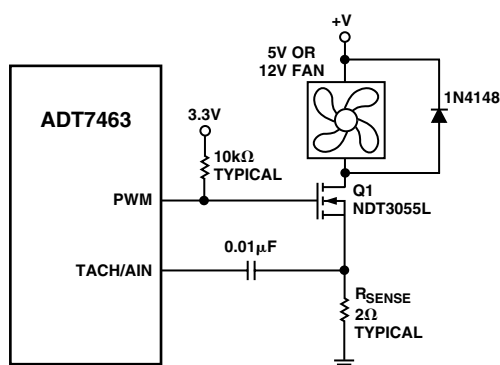 +V
5V OR
12V FAN
1N4148
ADT7463
3.3V
10kΩ
TYPICAL
Q1
NDT3055L
PWM
0.01μF
TACH/AIN
RSENSE
2Ω
TYPICAL